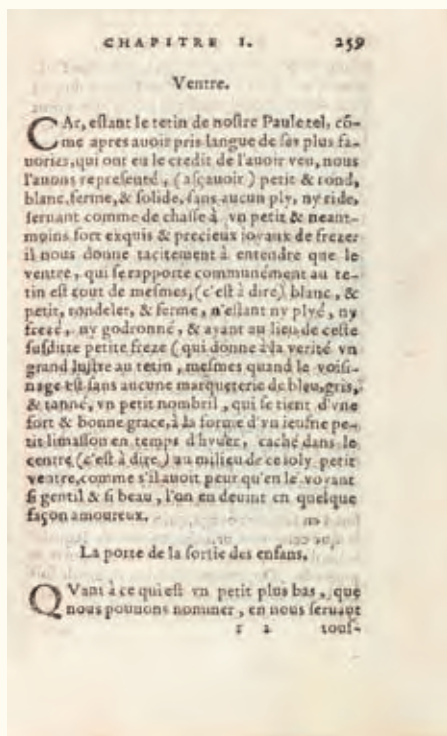 CHAPITRE I. 259
Ventre.
CAr, eſtant le tetin de noſtre Paule tel, cõ-
me apres auoir pris langue de ſes plus fa-
uories, qui ont eu le credit de l'auoir veu, nous
l'auons repreſenté, (aſçauoir) petit & rond,
blanc, ferme, & ſolide, ſans aucun ply, ny ride,
ſeruant comme de chaſſe à vn petit & neant-
moins fort exquis & precieux joyaux de freze:
il nous donne tacitement à entendre que le
ventre, qui ſe rapporte communément au te-
tin eſt tout de meſmes, (c'eſt à dire) blanc, &
petit, rondelet, & ferme, n'eſtant ny plyé, ny
frezé, ny godronné, & ayant au lieu de ceſte
ſuſditte petite freze (qui donne à la verité vn
grand luſtre au tetin, meſmes quand le voiſi-
nage eſt ſans aucune marqueterie de bleu, gris,
& tanné, vn petit nombril, qui ſe tient d'vne
fort & bonne grace, à la forme d'vn ieuſne pe-
tit limaſſon en temps d'hyuer, caché dans le
centre (c'eſt à dire) au milieu de ce ioly petit
ventre, comme s'il auoit peur qu'en le voyant
ſi gentil & ſi beau, l'on en deuint en quelque
façon amoureux.
La porte de la ſortie des enfans.
QVant à ce qui eſt vn petit plus bas, que
nous pouuons nommer, en nous ſeruant
r 2 touſ-